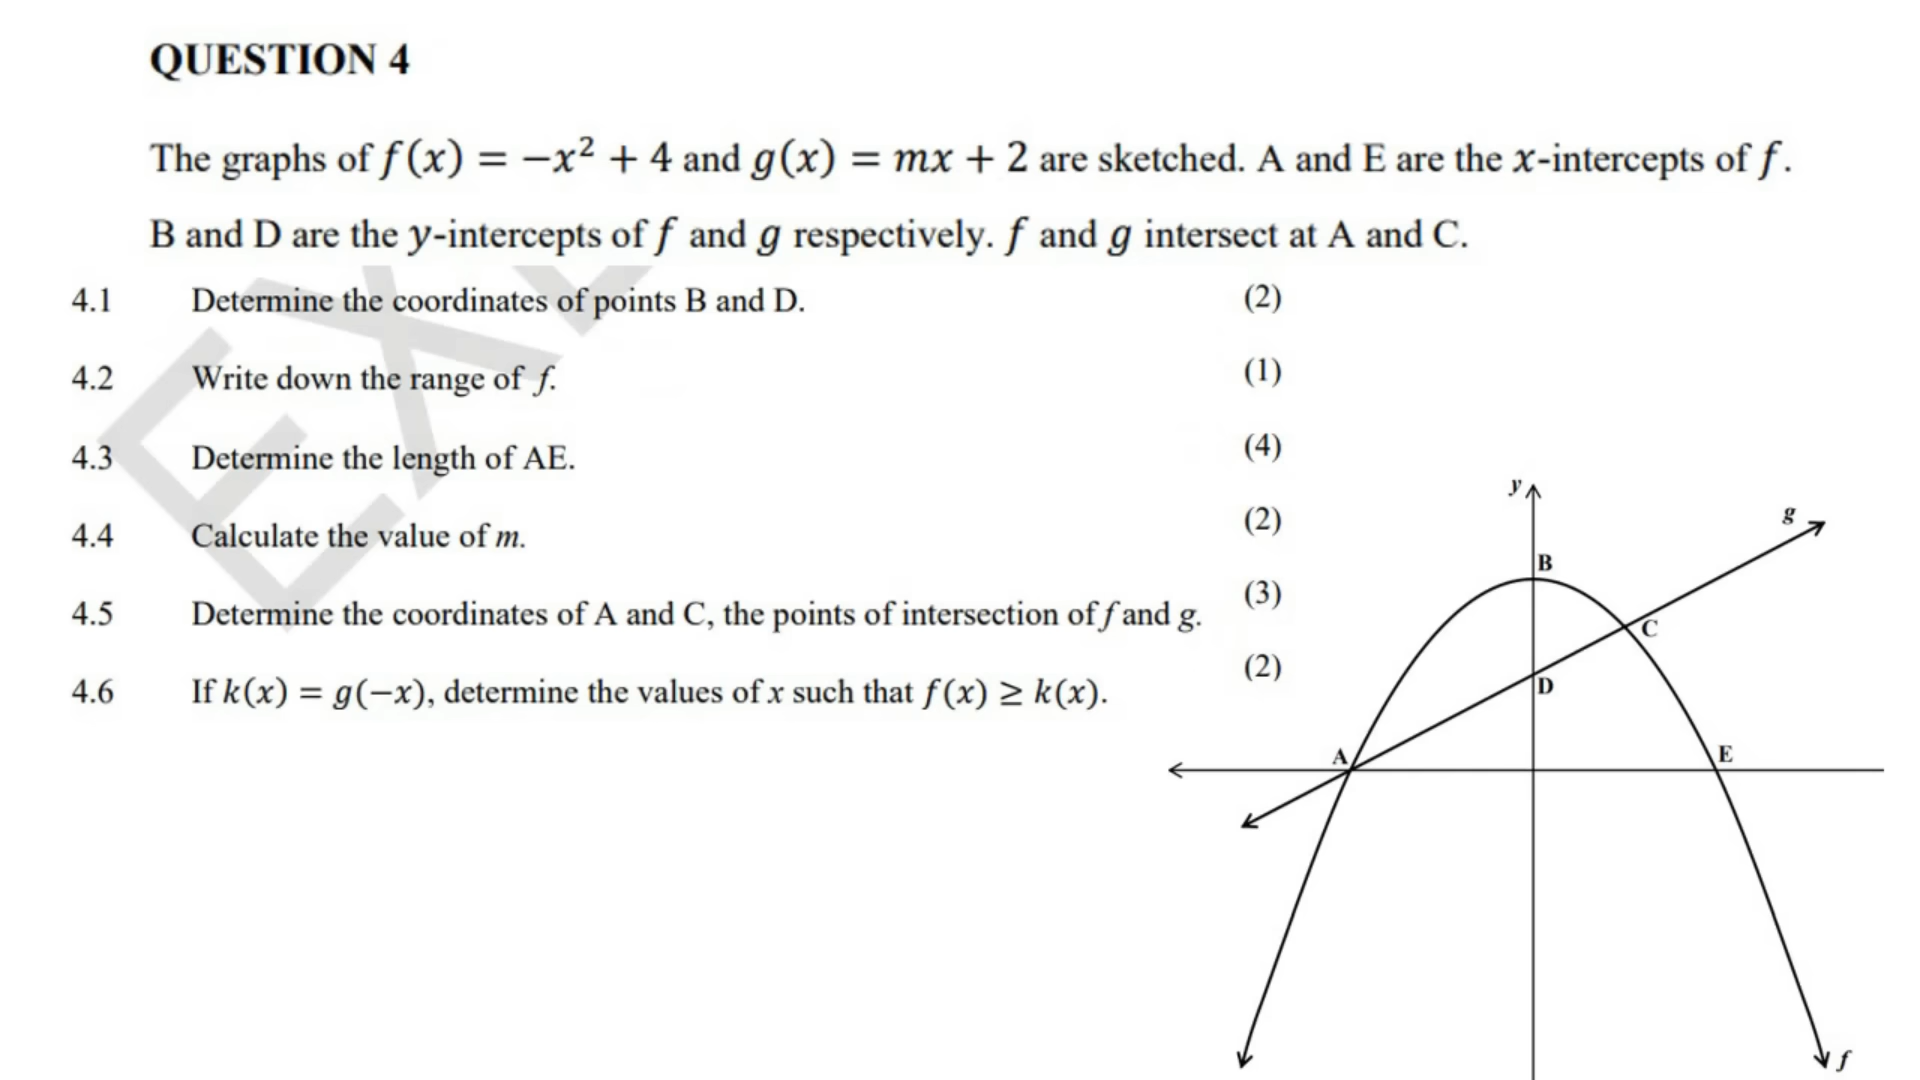 QUESTION 4
The graphs of f(x) = −x² + 4 and g(x) = mx + 2 are sketched. A and E are the x-intercepts of f.
B and D are the y-intercepts of f and g respectively. f and g intersect at A and C.
4.1 Determine the coordinates of points B and D. (2)
4.2 Write down the range of f. (1)
4.3 Determine the length of AE. (4)
4.4 Calculate the value of m. (2)
4.5 Determine the coordinates of A and C, the points of intersection of f and g. (3)
4.6 If k(x) = g(−x), determine the values of x such that f(x) ≥ k(x). (2)
y
g
B
C
D
A
E
f